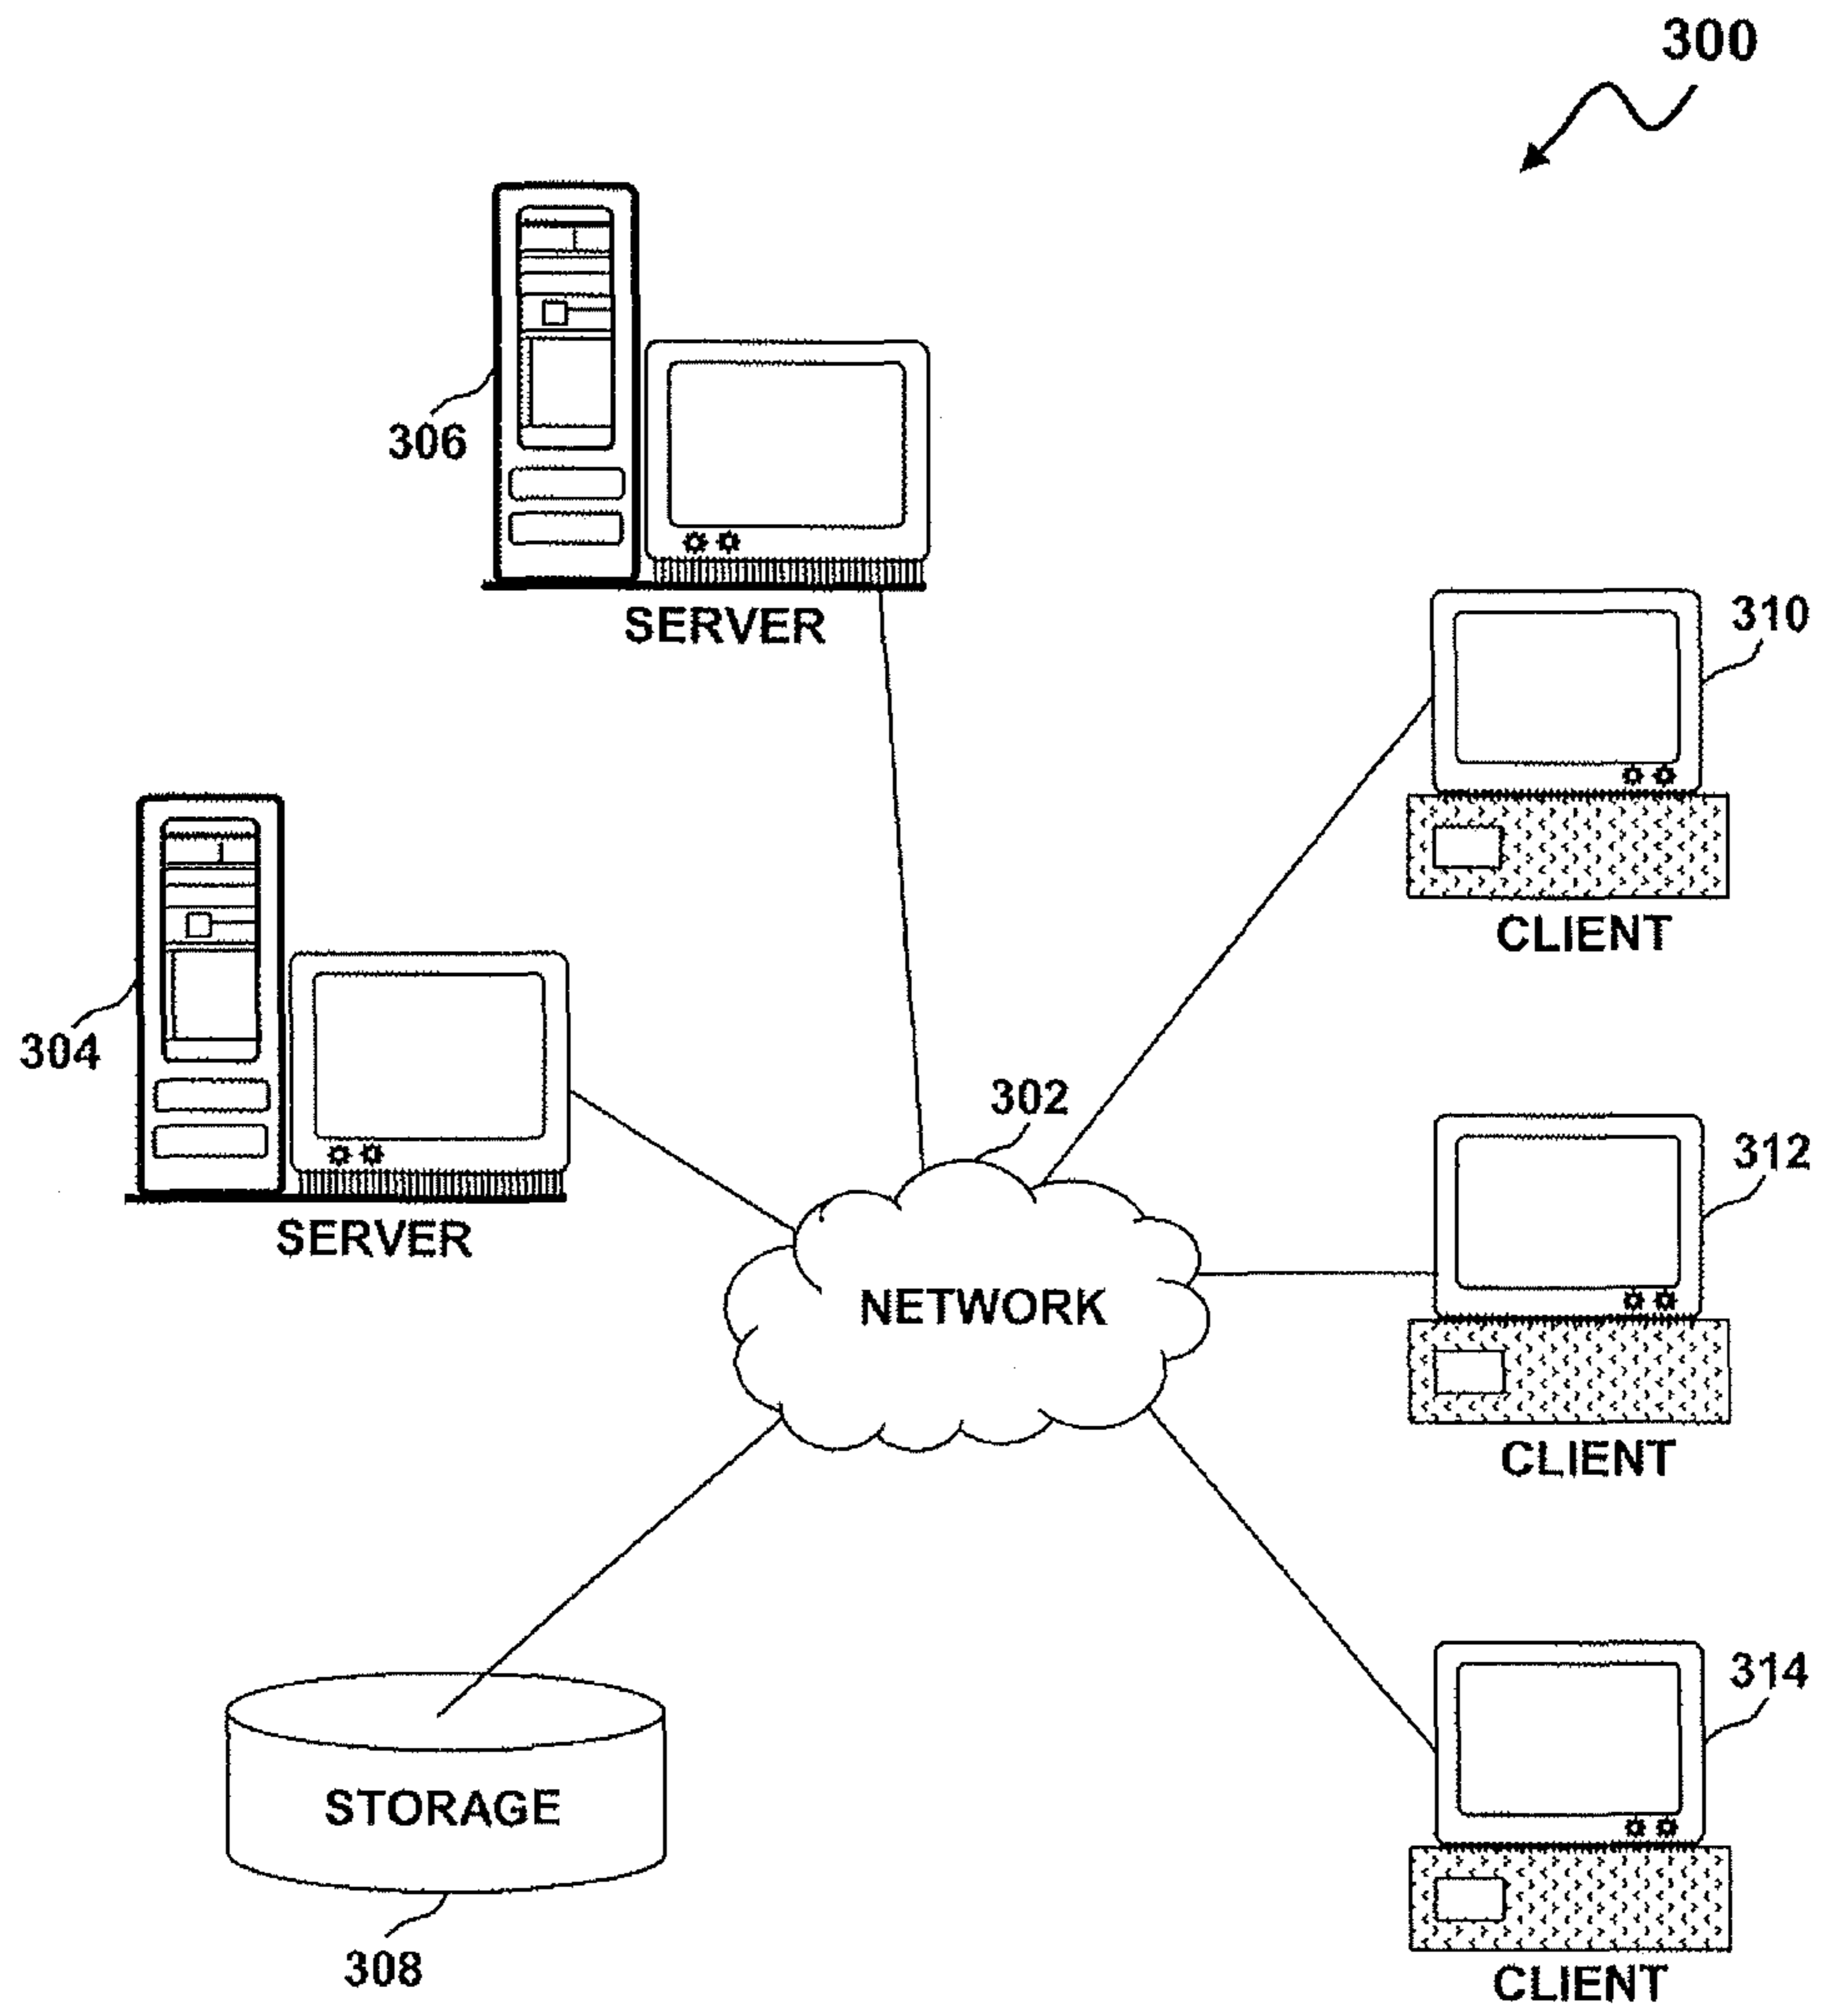 300
306
SERVER
310
CLIENT
304
SERVER
302
NETWORK
312
CLIENT
STORAGE
308
314
CLIENT